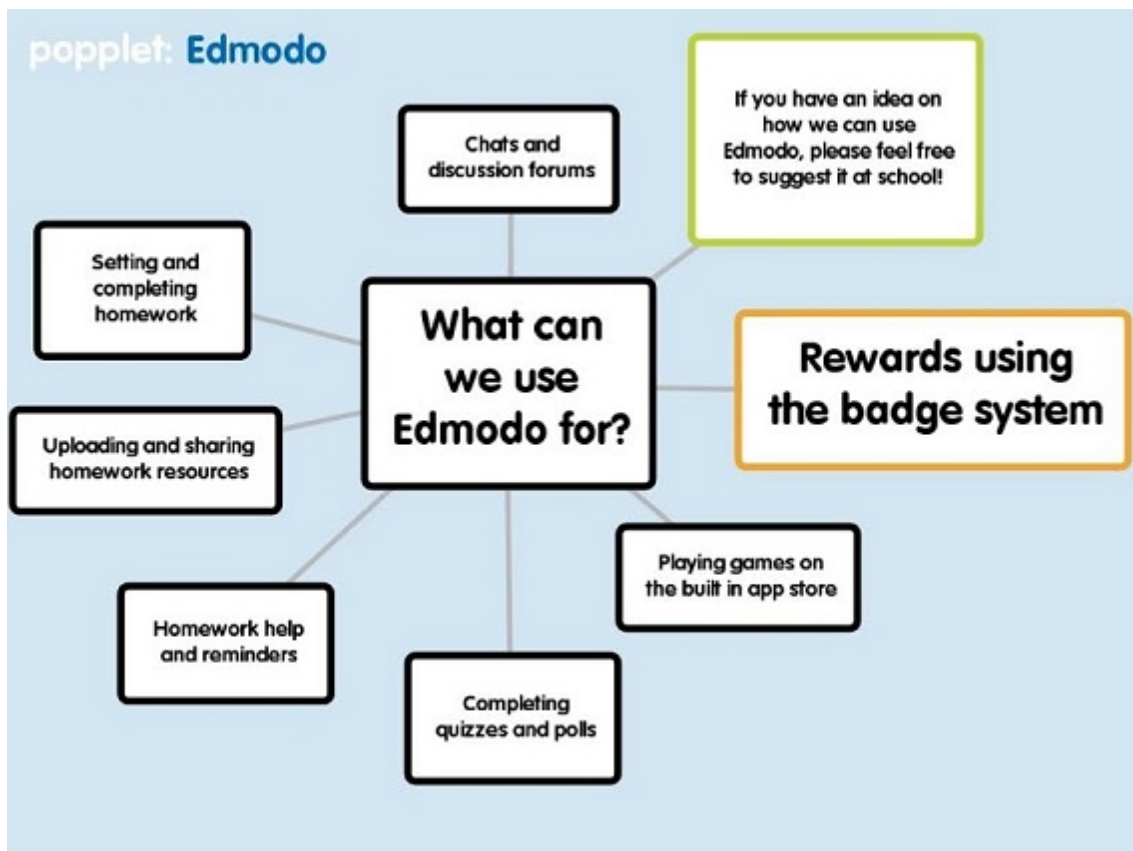 popplet: Edmodo
If you have an idea on
how we can use
Edmodo, please feel free
to suggest it at school!
Chats and
discussion forums
Setting and
completing
homework
What can
we use
Edmodo for?
Rewards using
the badge system
Uploading and sharing
homework resources
Playing games on
the built in app store
Homework help
and reminders
Completing
quizzes and polls